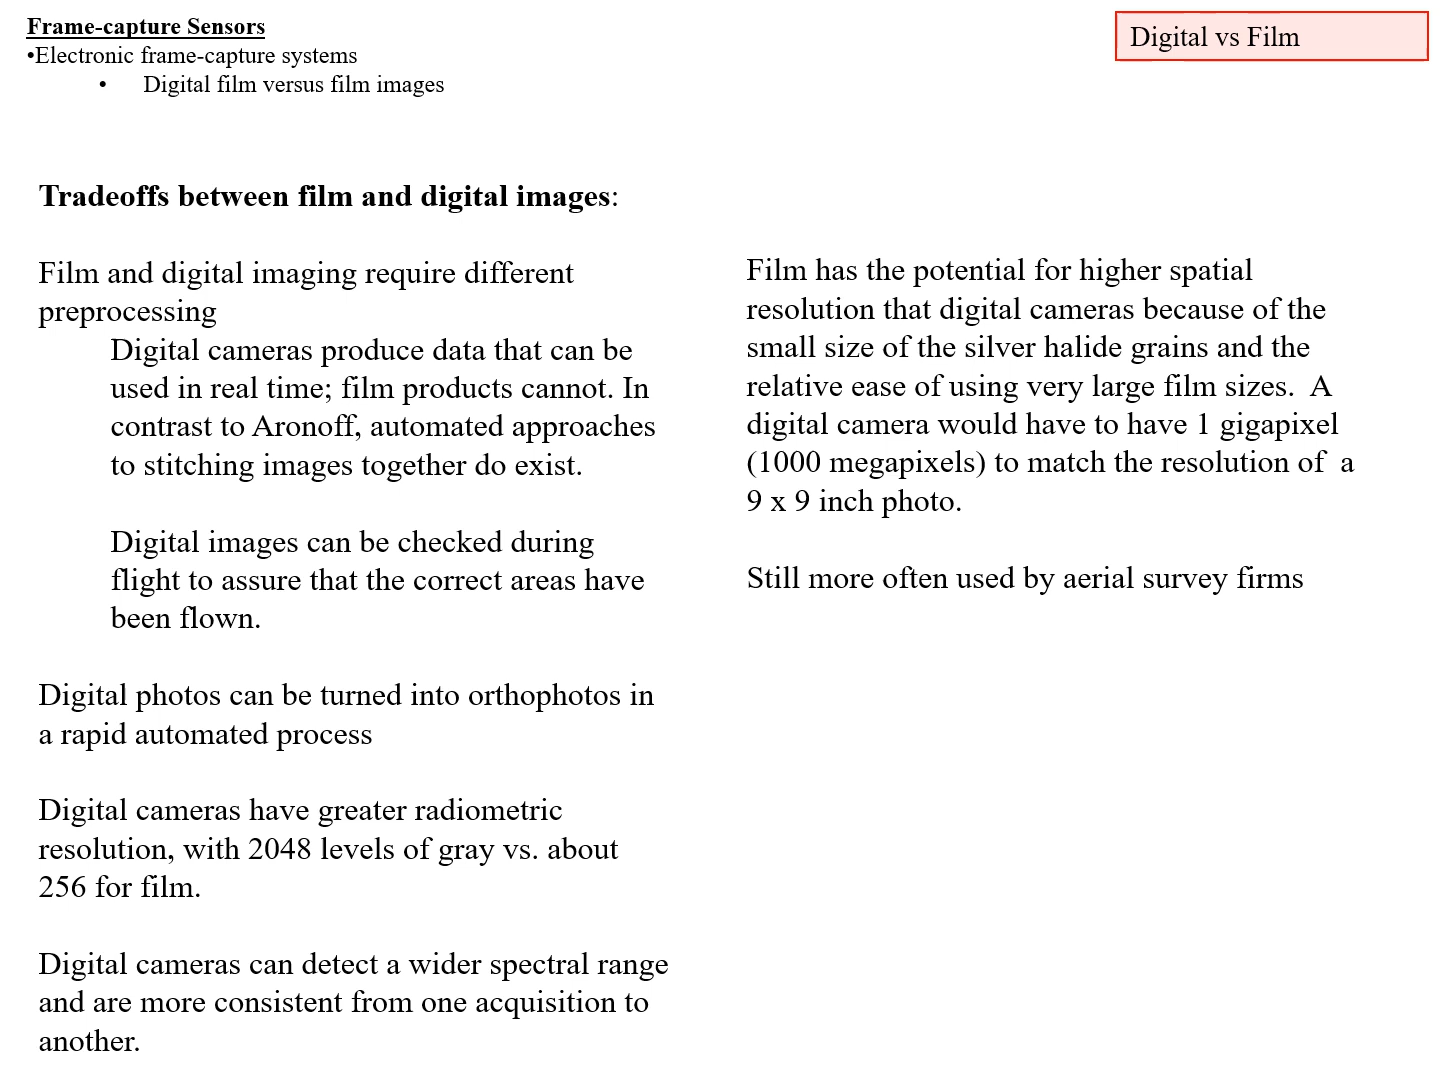 Frame-capture Sensors
•Electronic frame-capture systems
• Digital film versus film images
Digital vs Film
Tradeoffs between film and digital images:
Film and digital imaging require different
preprocessing
Digital cameras produce data that can be
used in real time; film products cannot. In
contrast to Aronoff, automated approaches
to stitching images together do exist.
Digital images can be checked during
flight to assure that the correct areas have
been flown.
Digital photos can be turned into orthophotos in
a rapid automated process
Digital cameras have greater radiometric
resolution, with 2048 levels of gray vs. about
256 for film.
Digital cameras can detect a wider spectral range
and are more consistent from one acquisition to
another.
Film has the potential for higher spatial
resolution that digital cameras because of the
small size of the silver halide grains and the
relative ease of using very large film sizes.  A
digital camera would have to have 1 gigapixel
(1000 megapixels) to match the resolution of  a
9 x 9 inch photo.
Still more often used by aerial survey firms